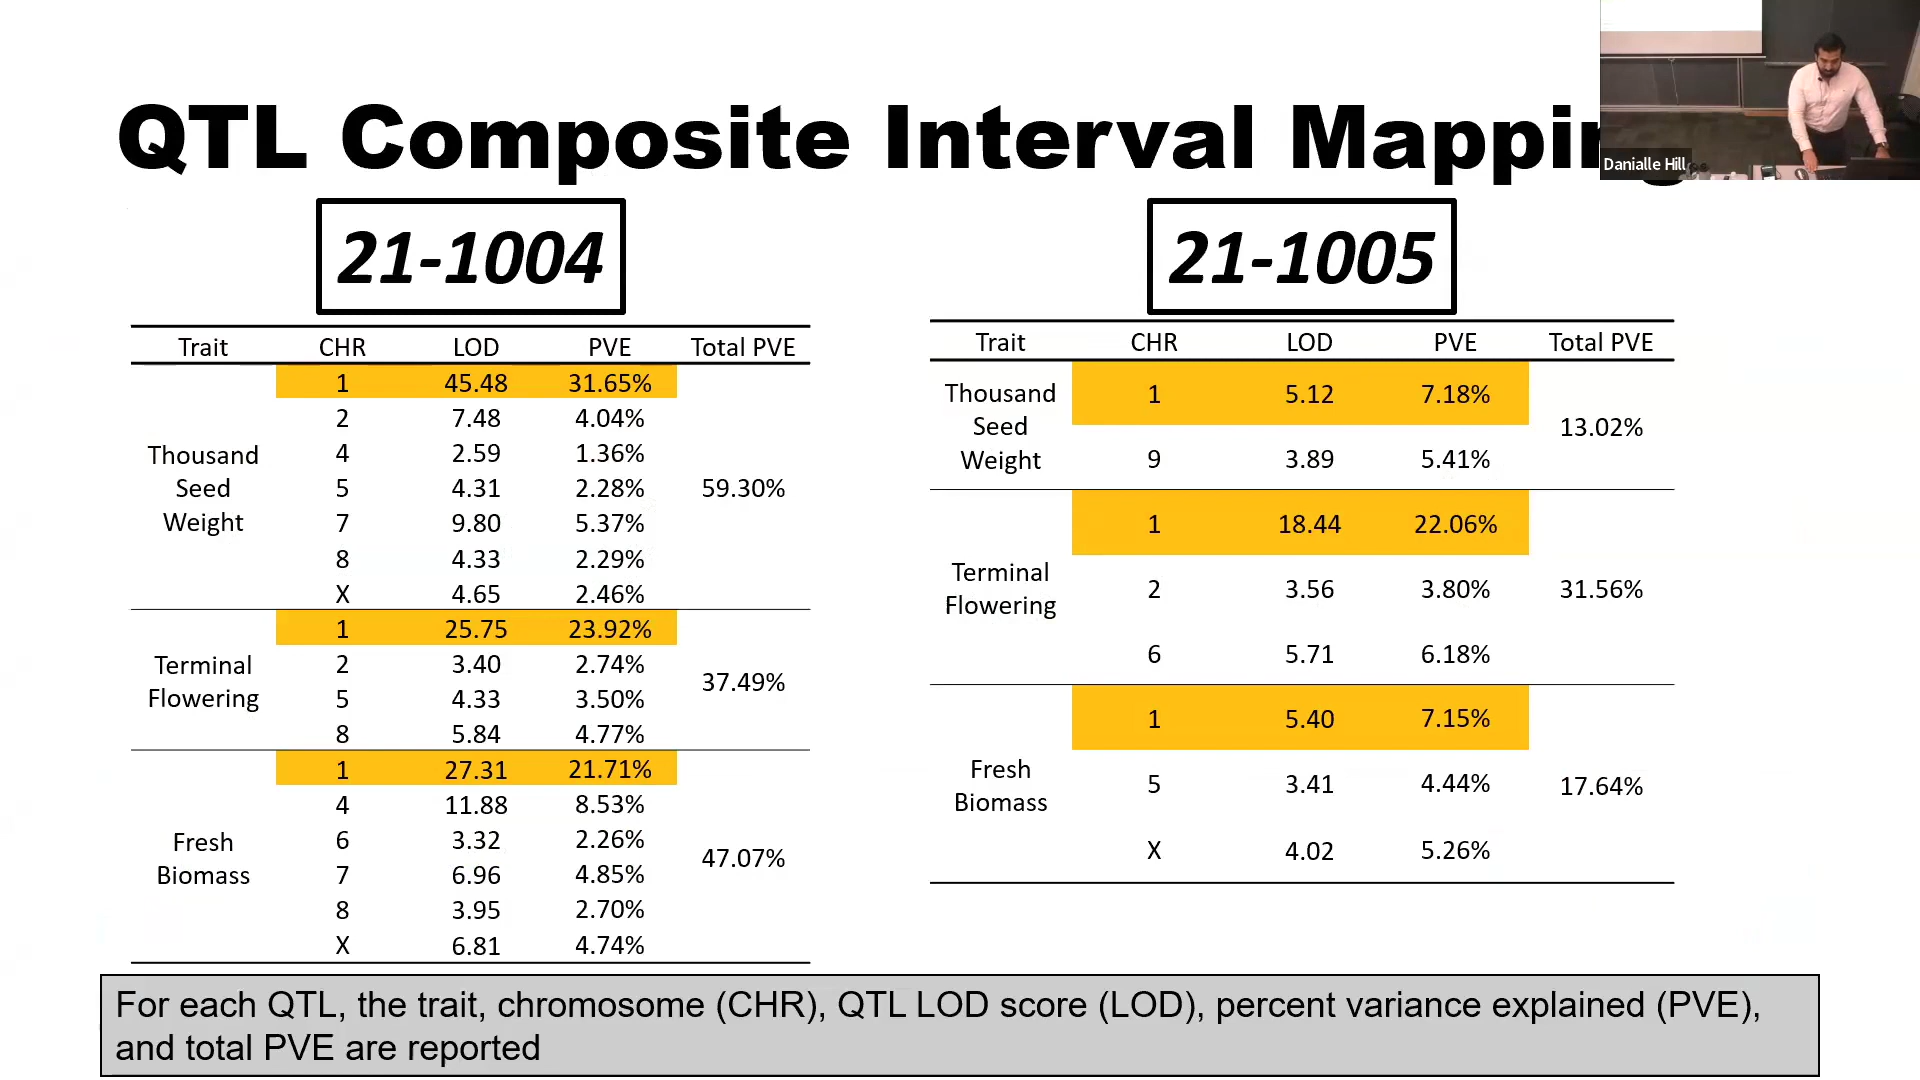 QTL Composite Interval Mapping
Danialle Hill
21-1004
Trait CHR LOD PVE Total PVE
Thousand Seed Weight
1 45.48 31.65%
2 7.48 4.04%
4 2.59 1.36%
5 4.31 2.28%
7 9.80 5.37%
8 4.33 2.29%
X 4.65 2.46%
59.30%
Terminal Flowering
1 25.75 23.92%
2 3.40 2.74%
5 4.33 3.50%
8 5.84 4.77%
37.49%
Fresh Biomass
1 27.31 21.71%
4 11.88 8.53%
6 3.32 2.26%
7 6.96 4.85%
8 3.95 2.70%
X 6.81 4.74%
47.07%
21-1005
Trait CHR LOD PVE Total PVE
Thousand Seed Weight
1 5.12 7.18%
9 3.89 5.41%
13.02%
Terminal Flowering
1 18.44 22.06%
2 3.56 3.80%
6 5.71 6.18%
31.56%
Fresh Biomass
1 5.40 7.15%
5 3.41 4.44%
X 4.02 5.26%
17.64%
For each QTL, the trait, chromosome (CHR), QTL LOD score (LOD), percent variance explained (PVE),
and total PVE are reported